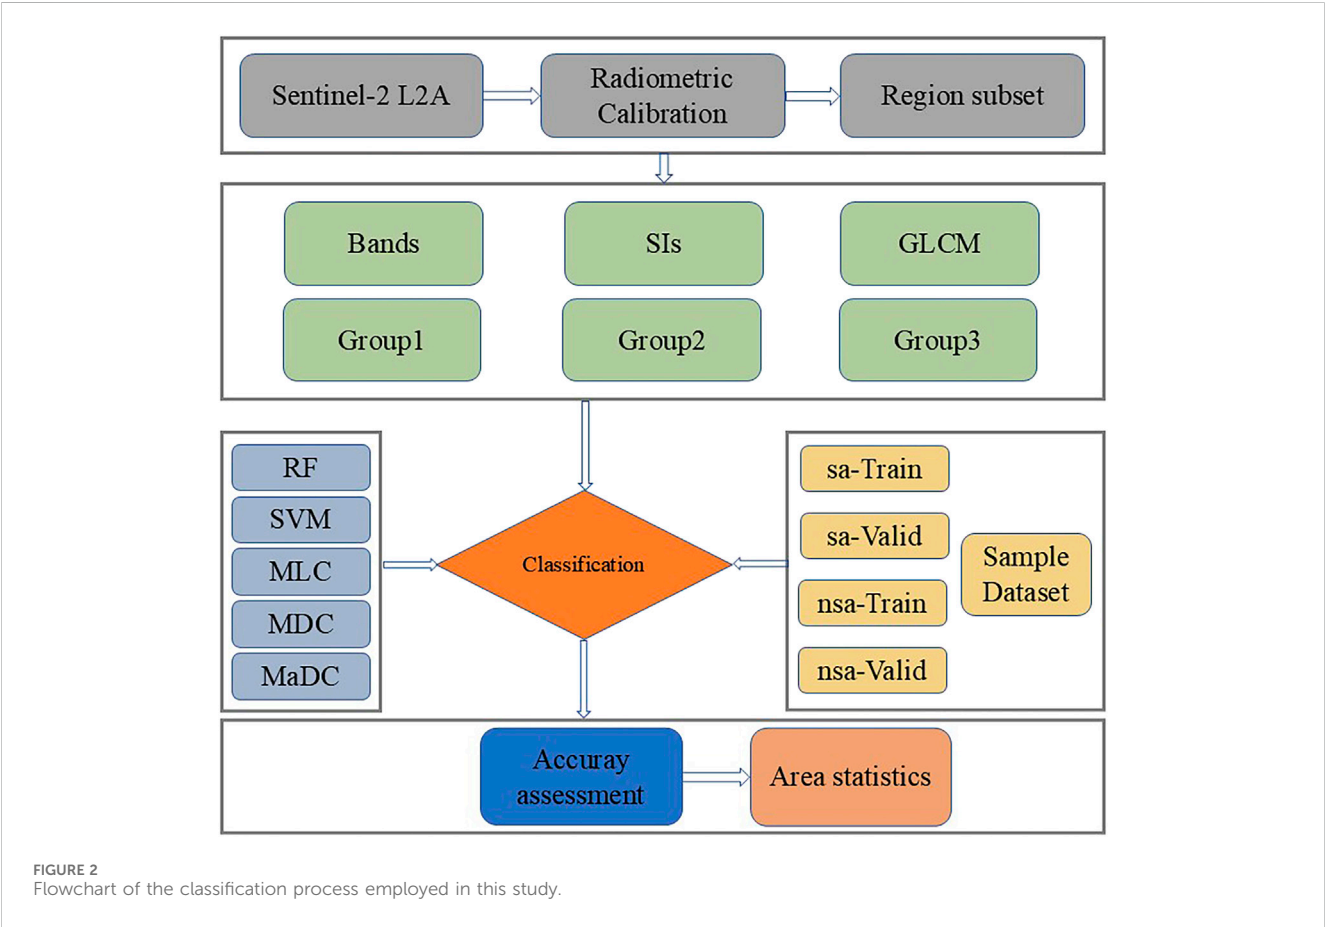 Sentinel-2 L2A
Radiometric
Calibration
Region subset
Bands
SIs
GLCM
Group1
Group2
Group3
RF
SVM
MLC
MDC
MaDC
Classification
sa-Train
sa-Valid
nsa-Train
nsa-Valid
Sample
Dataset
Accuray
assessment
Area statistics
FIGURE 2
Flowchart of the classification process employed in this study.